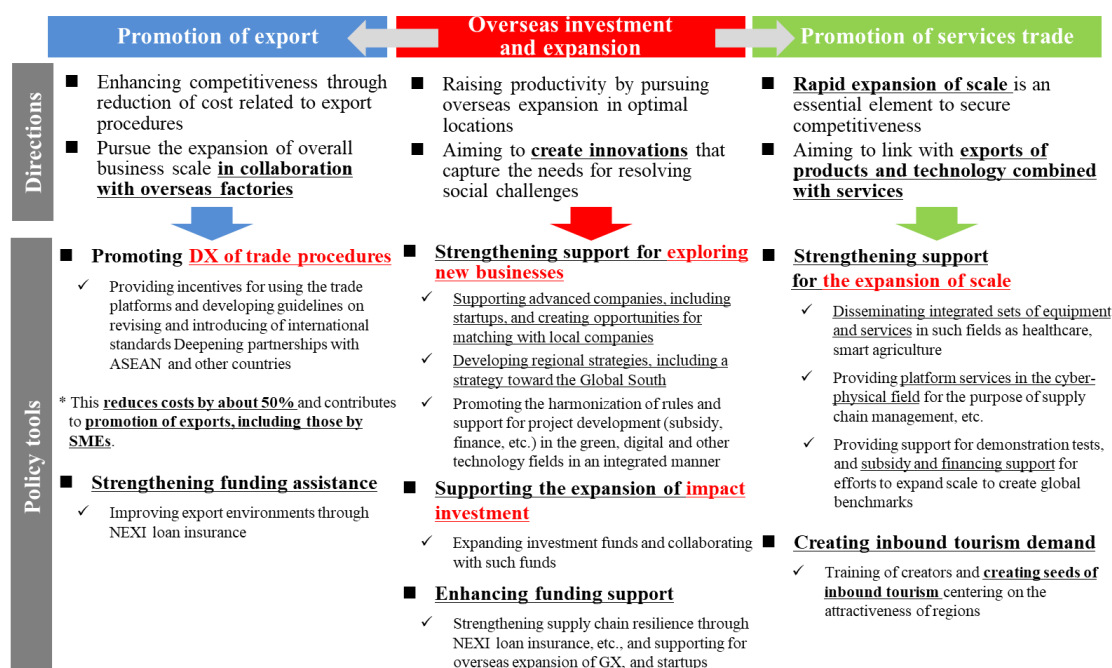 Promotion of export
Overseas investment
and expansion
Promotion of services trade
Directions
■ Enhancing competitiveness through
reduction of cost related to export
procedures
■ Pursue the expansion of overall
business scale in collaboration
with overseas factories
■ Raising productivity by pursuing
overseas expansion in optimal
locations
■ Aiming to create innovations that
capture the needs for resolving
social challenges
■ Rapid expansion of scale is an
essential element to secure
competitiveness
■ Aiming to link with exports of
products and technology combined
with services
Policy tools
■ Promoting DX of trade procedures
✓ Providing incentives for using the trade
platforms and developing guidelines on
revising and introducing of international
standards Deepening partnerships with
ASEAN and other countries
* This reduces costs by about 50% and contributes
to promotion of exports, including those by
SMEs.
■ Strengthening funding assistance
✓ Improving export environments through
NEXI loan insurance
■ Strengthening support for exploring
new businesses
✓ Supporting advanced companies, including
startups, and creating opportunities for
matching with local companies
✓ Developing regional strategies, including a
strategy toward the Global South
✓ Promoting the harmonization of rules and
support for project development (subsidy,
finance, etc.) in the green, digital and other
technology fields in an integrated manner
■ Supporting the expansion of impact
investment
✓ Expanding investment funds and collaborating
with such funds
■ Enhancing funding support
✓ Strengthening supply chain resilience through
NEXI loan insurance, etc., and supporting for
overseas expansion of GX, and startups
■ Strengthening support
for the expansion of scale
✓ Disseminating integrated sets of equipment
and services in such fields as healthcare,
smart agriculture
✓ Providing platform services in the cyber-
physical field for the purpose of supply
chain management, etc.
✓ Providing support for demonstration tests,
and subsidy and financing support for
efforts to expand scale to create global
benchmarks
■ Creating inbound tourism demand
✓ Training of creators and creating seeds of
inbound tourism centering on the
attractiveness of regions